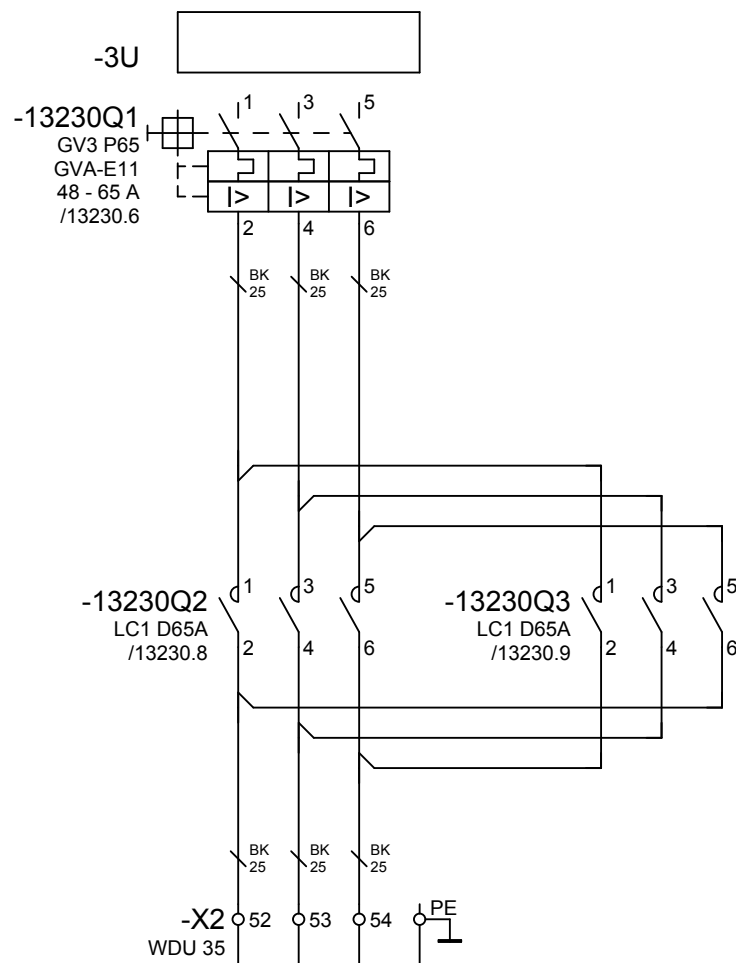 -3U
1 3 5
-13230Q1
GV3 P65
GVA-E11
48 - 65 A
/13230.6
I> I> I>
2 4 6
BK BK BK
25 25 25
1 3 5 1 3 5
-13230Q2 -13230Q3
LC1 D65A LC1 D65A
/13230.8 /13230.9
2 4 6 2 4 6
BK BK BK
25 25 25
-X2 52 53 54 PE
WDU 35